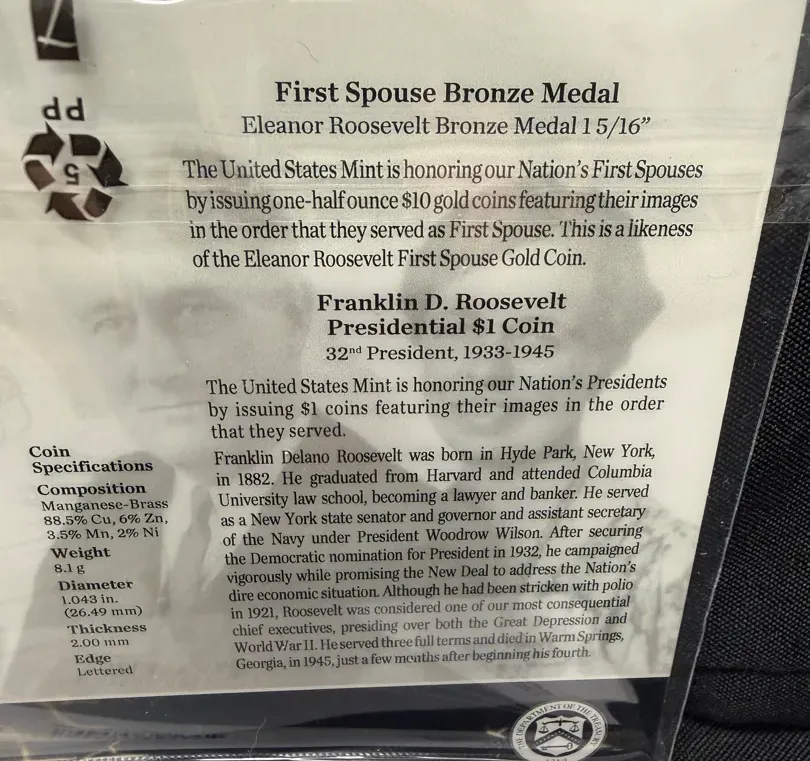 PP
5
First Spouse Bronze Medal
Eleanor Roosevelt Bronze Medal 1 5/16”
The United States Mint is honoring our Nation’s First Spouses
by issuing one-half ounce $10 gold coins featuring their images
in the order that they served as First Spouse. This is a likeness
of the Eleanor Roosevelt First Spouse Gold Coin.
Franklin D. Roosevelt
Presidential $1 Coin
32nd President, 1933-1945
The United States Mint is honoring our Nation’s Presidents
by issuing $1 coins featuring their images in the order
that they served.
Franklin Delano Roosevelt was born in Hyde Park, New York,
in 1882. He graduated from Harvard and attended Columbia
University law school, becoming a lawyer and banker. He served
as a New York state senator and governor and assistant secretary
of the Navy under President Woodrow Wilson. After securing
the Democratic nomination for President in 1932, he campaigned
vigorously while promising the New Deal to address the Nation’s
dire economic situation. Although he had been stricken with polio
in 1921, Roosevelt was considered one of our most consequential
chief executives, presiding over both the Great Depression and
World War II. He served three full terms and died in Warm Springs,
Georgia, in 1945, just a few months after beginning his fourth.
Coin
Specifications
Composition
Manganese-Brass
88.5% Cu, 6% Zn,
3.5% Mn, 2% Ni
Weight
8.1 g
Diameter
1.043 in.
(26.49 mm)
Thickness
2.00 mm
Edge
Lettered
THE DEPARTMENT OF THE TREASURY